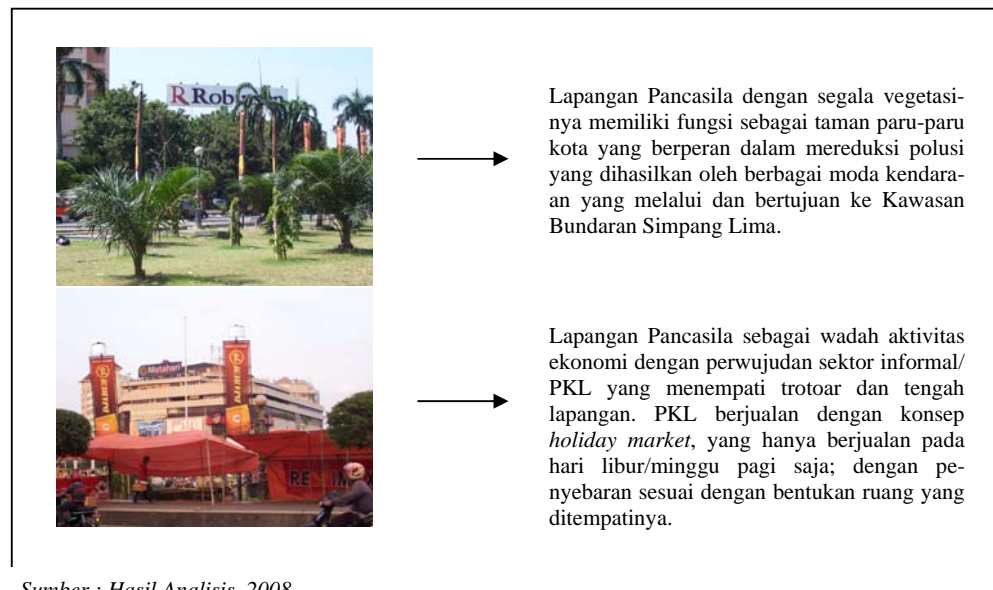 R Rob
Lapangan Pancasila dengan segala vegetasi-
nya memiliki fungsi sebagai taman paru-paru
kota yang berperan dalam mereduksi polusi
yang dihasilkan oleh berbagai moda kendara-
an yang melalui dan bertujuan ke Kawasan
Bundaran Simpang Lima.
Matahari
DJARUM
Lapangan Pancasila sebagai wadah aktivitas
ekonomi dengan perwujudan sektor informal/
PKL yang menempati trotoar dan tengah
lapangan. PKL berjualan dengan konsep
holiday market, yang hanya berjualan pada
hari libur/minggu pagi saja; dengan pe-
nyebaran sesuai dengan bentukan ruang yang
ditempatinya.
Sumber : Hasil Analisis, 2008